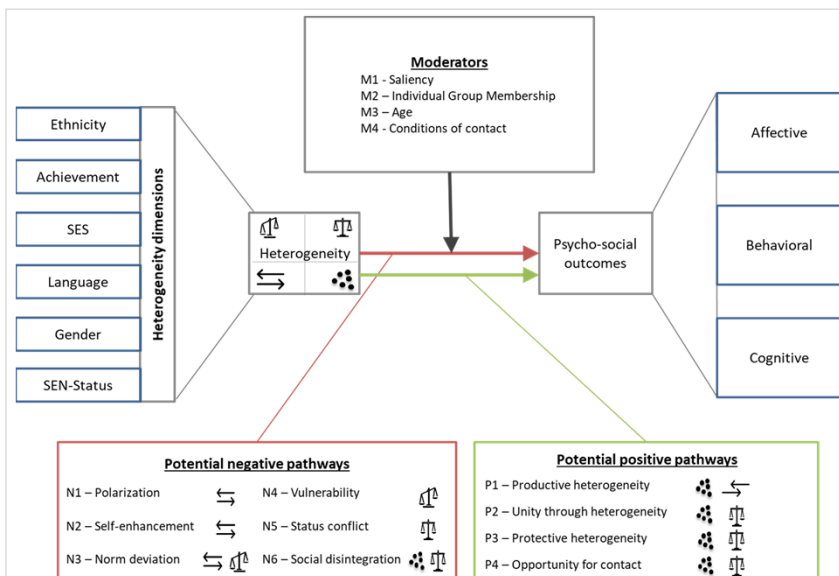 Moderators
M1 - Saliency
M2 – Individual Group Membership
M3 – Age
M4 - Conditions of contact
Ethnicity
Achievement
SES
Language
Gender
SEN-Status
Heterogeneity dimensions
Heterogeneity
Psycho-social
outcomes
Affective
Behavioral
Cognitive
Potential negative pathways
N1 – Polarization
N2 – Self-enhancement
N3 – Norm deviation
N4 – Vulnerability
N5 – Status conflict
N6 – Social disintegration
Potential positive pathways
P1 – Productive heterogeneity
P2 – Unity through heterogeneity
P3 – Protective heterogeneity
P4 – Opportunity for contact